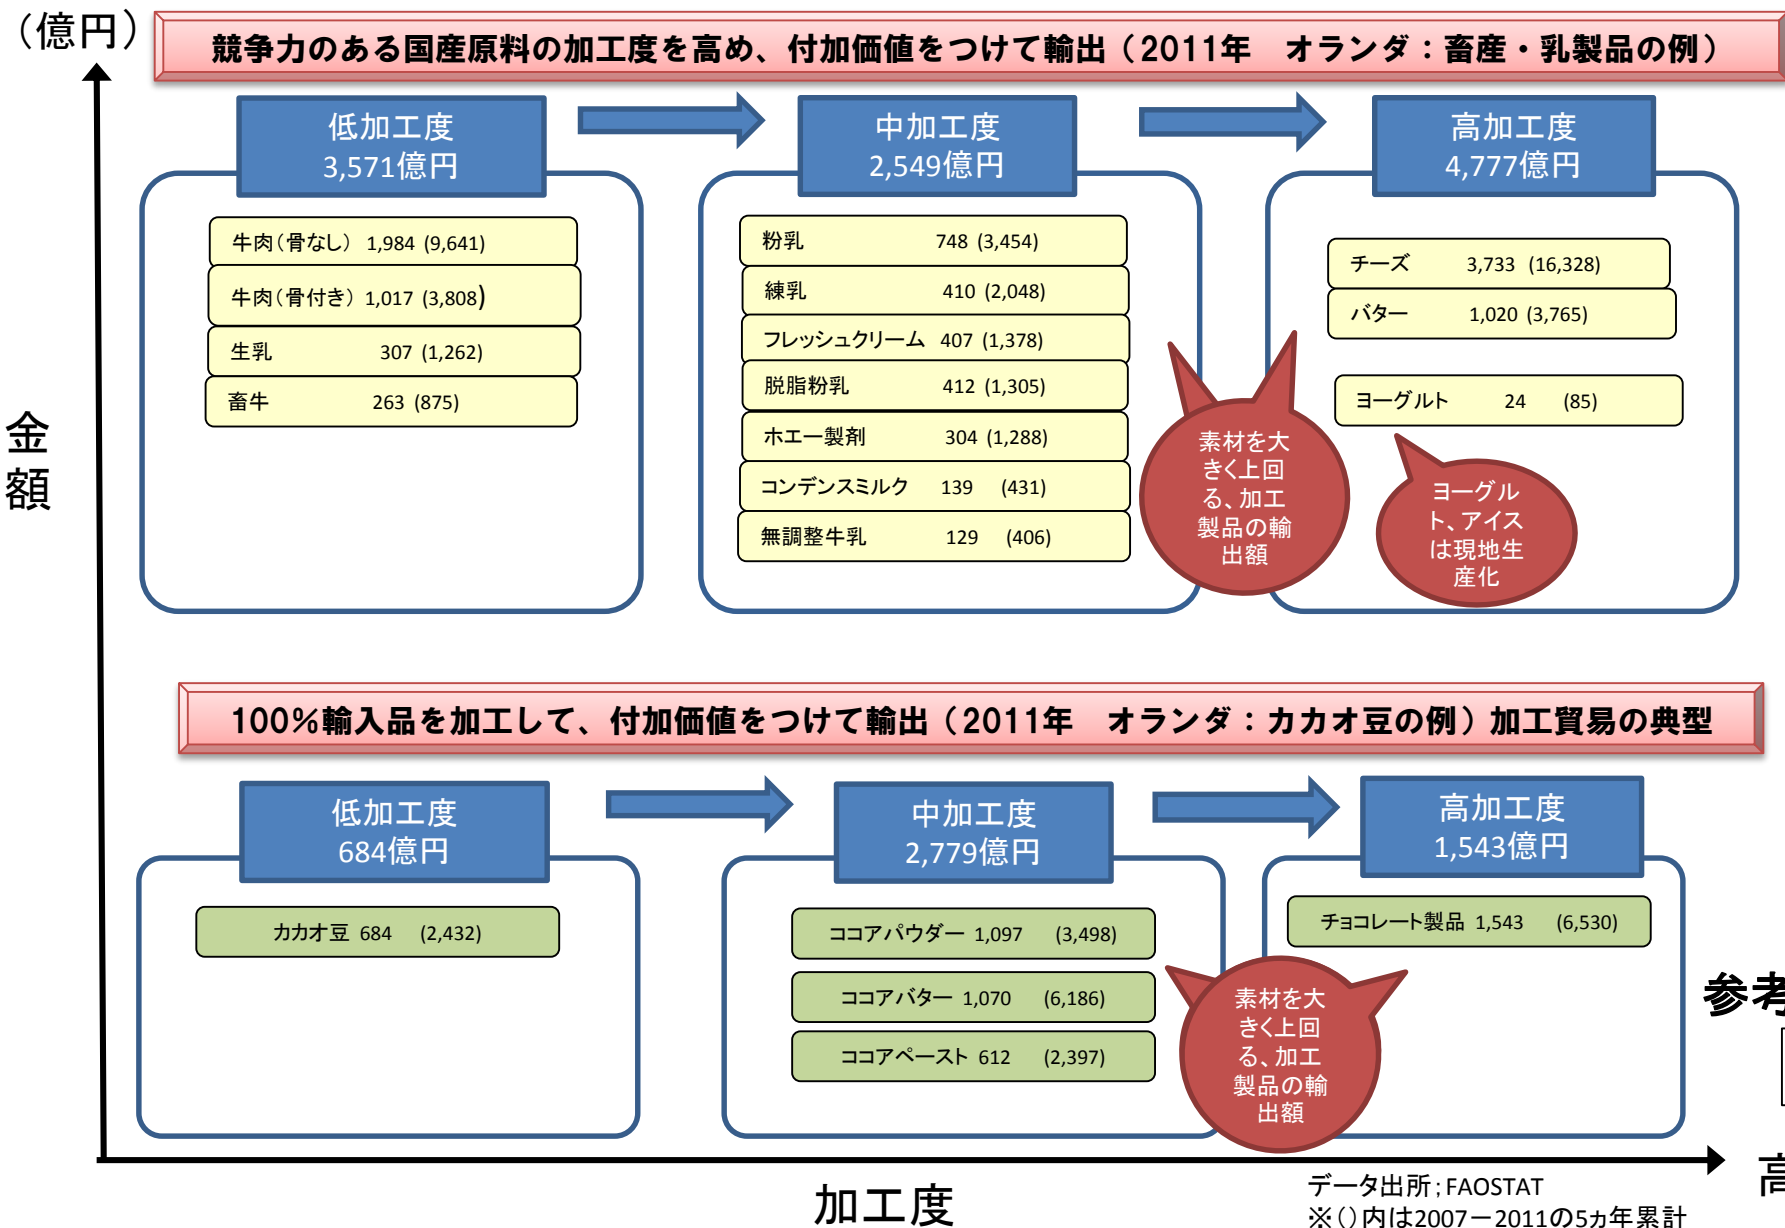 （億円）
競争力のある国産原料の加工度を高め、付加価値をつけて輸出（2011年　オランダ：畜産・乳製品の例）
低加工度
3,571億円
中加工度
2,549億円
高加工度
4,777億円
牛肉（骨なし） 1,984 (9,641)
牛肉（骨付き） 1,017 (3,808)
生乳 307 (1,262)
畜牛 263 (875)
粉乳 748 (3,454)
練乳 410 (2,048)
フレッシュクリーム 407 (1,378)
脱脂粉乳 412 (1,305)
ホエー製剤 304 (1,288)
コンデンスミルク 139 (431)
無調整牛乳 129 (406)
チーズ 3,733 (16,328)
バター 1,020 (3,765)
ヨーグルト 24 (85)
素材を大
きく上回
る、加工
製品の輸
出額
ヨーグル
ト、アイス
は現地生
産化
金
額
100％輸入品を加工して、付加価値をつけて輸出（2011年　オランダ：カカオ豆の例）加工貿易の典型
低加工度
684億円
中加工度
2,779億円
高加工度
1,543億円
カカオ豆 684 (2,432)
ココアパウダー 1,097 (3,498)
ココアバター 1,070 (6,186)
ココアペースト 612 (2,397)
チョコレート製品 1,543 (6,530)
素材を大
きく上回
る、加工
製品の輸
出額
参考
加工度
高
データ出所；FAOSTAT
※（）内は2007－2011の5ヵ年累計